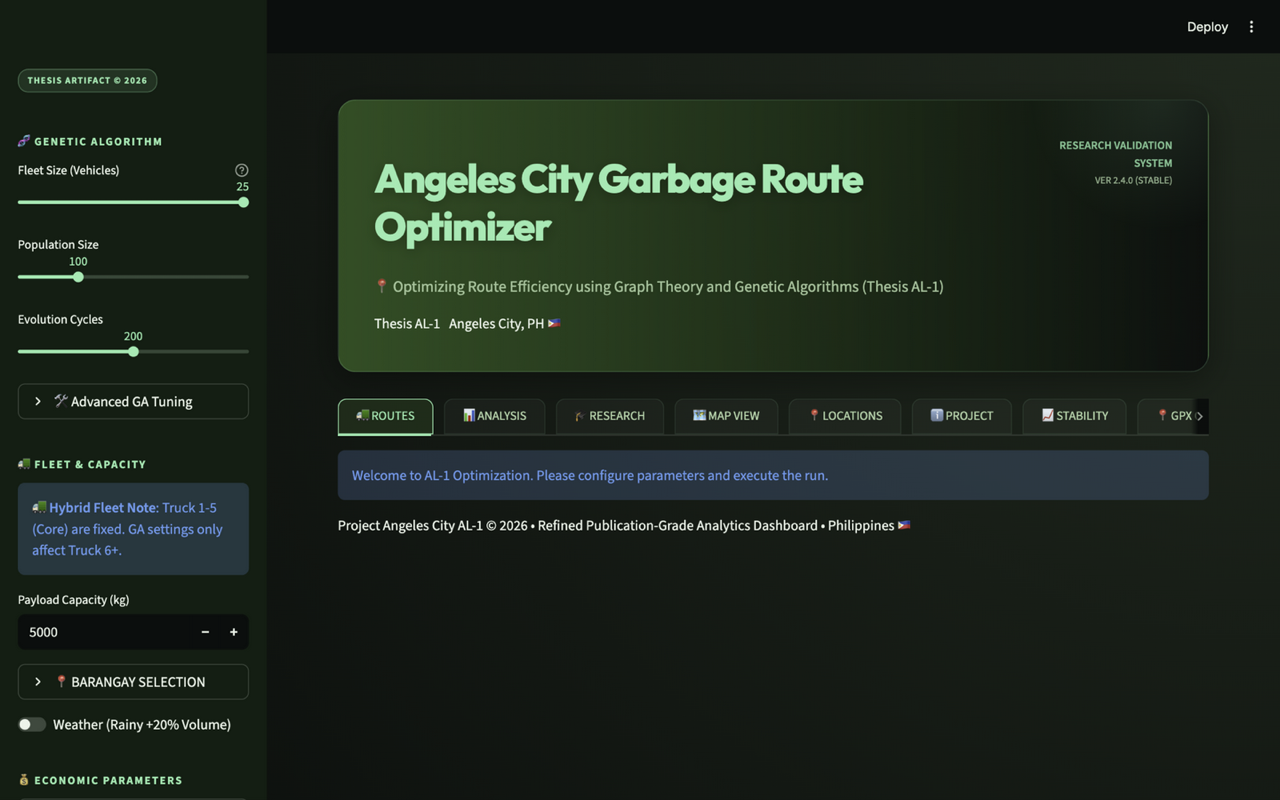 Deploy
THESIS ARTIFACT © 2026
🧬 GENETIC ALGORITHM
Fleet Size (Vehicles)
25
Population Size
100
Evolution Cycles
200
🛠️ Advanced GA Tuning
🚛 FLEET & CAPACITY
🚛 Hybrid Fleet Note: Truck 1-5
(Core) are fixed. GA settings only
affect Truck 6+.
Payload Capacity (kg)
5000
📍 BARANGAY SELECTION
Weather (Rainy +20% Volume)
💰 ECONOMIC PARAMETERS
RESEARCH VALIDATION
SYSTEM
VER 2.4.0 (STABLE)
Angeles City Garbage Route
Optimizer
📍 Optimizing Route Efficiency using Graph Theory and Genetic Algorithms (Thesis AL-1)
Thesis AL-1 Angeles City, PH 🇵🇭
🚛 ROUTES 📊 ANALYSIS 🎓 RESEARCH 🗺️ MAP VIEW 📍 LOCATIONS ℹ️ PROJECT 📈 STABILITY 📍 GPX
Welcome to AL-1 Optimization. Please configure parameters and execute the run.
Project Angeles City AL-1 © 2026 • Refined Publication-Grade Analytics Dashboard • Philippines 🇵🇭